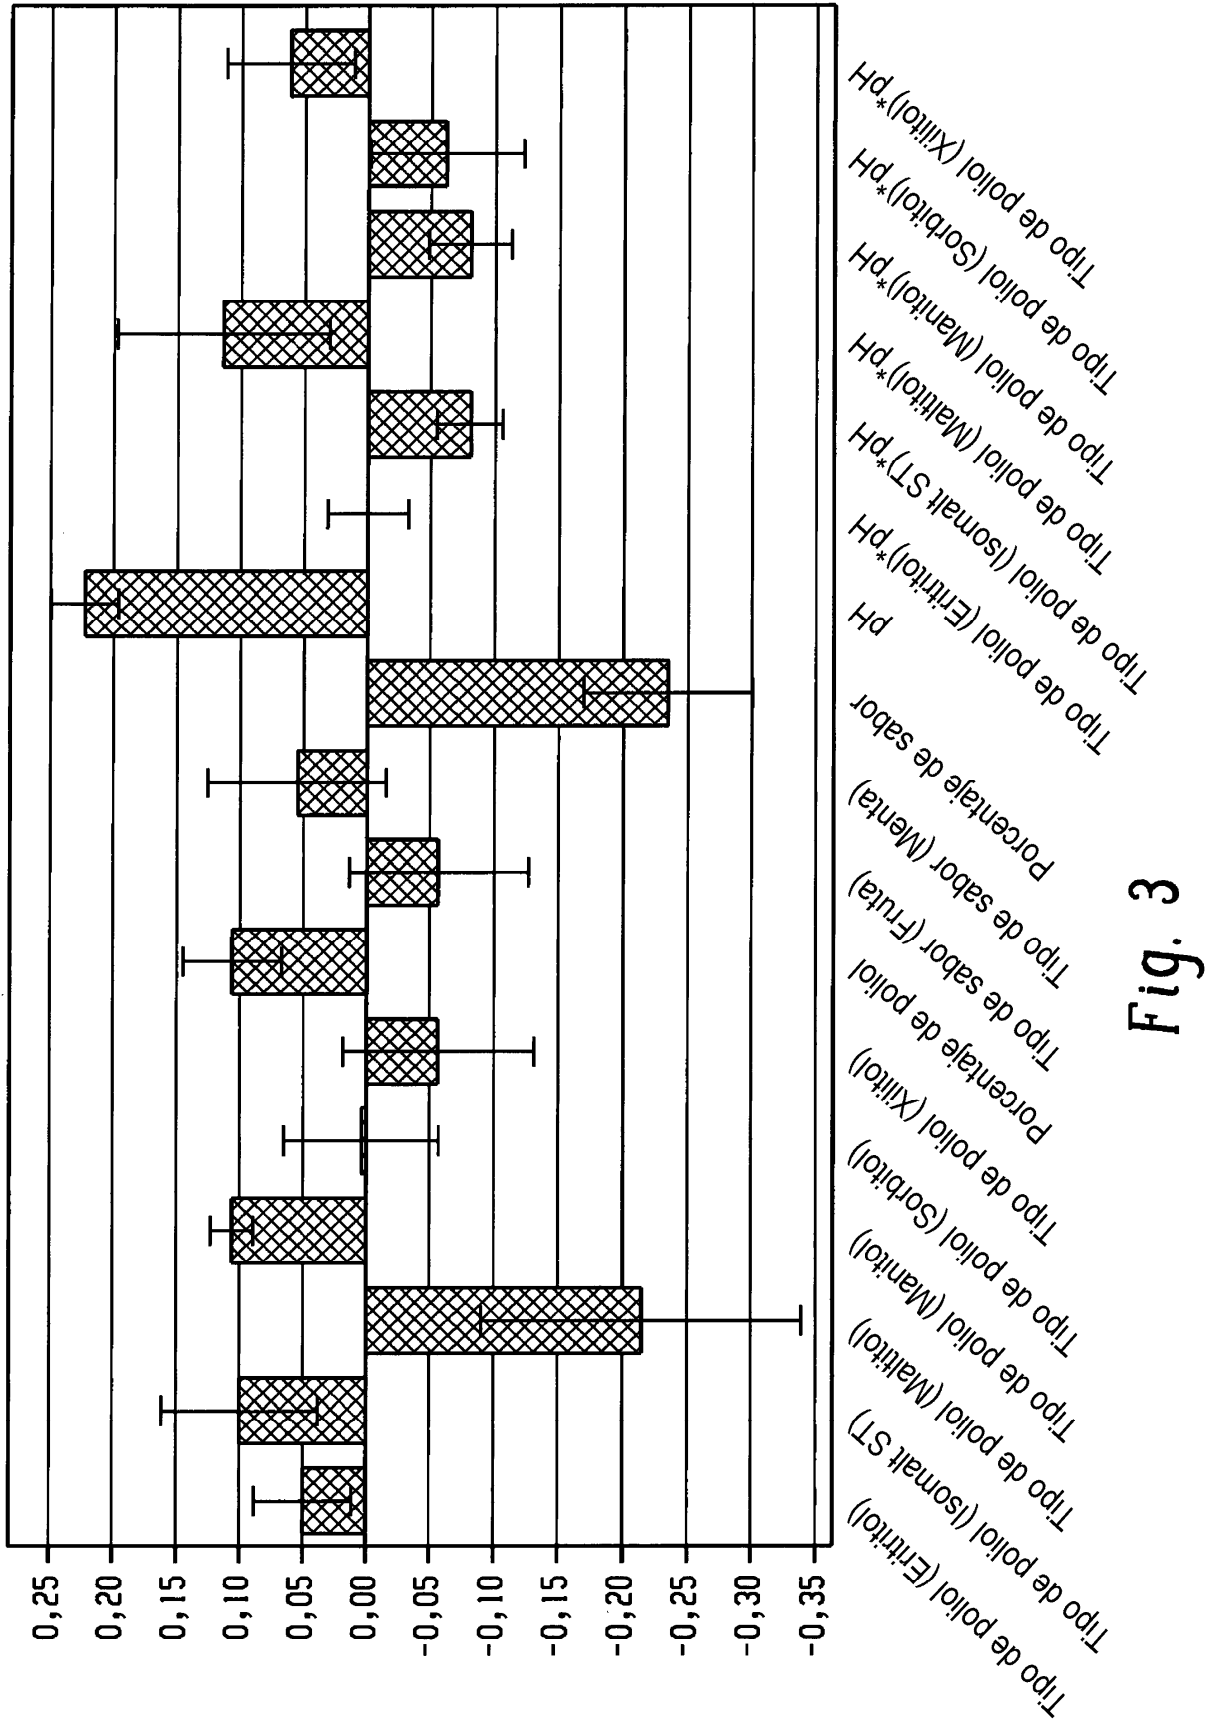 0,25
0,20
0,15
0,10
0,05
0,00
-0,05
-0,10
-0,15
-0,20
-0,25
-0,30
-0,35
Tipo de poliol (Eritritol)
Tipo de poliol (Isomalt ST)
Tipo de poliol (Maltitol)
Tipo de poliol (Manitol)
Tipo de poliol (Sorbitol)
Tipo de poliol (Xilitol)
Porcentaje de poliol
Tipo de sabor (Fruta)
Tipo de sabor (Menta)
Porcentaje de sabor
pH
Tipo de poliol (Eritritol)*pH
Tipo de poliol (Isomalt ST)*pH
Tipo de poliol (Maltitol)*pH
Tipo de poliol (Manitol)*pH
Tipo de poliol (Sorbitol)*pH
Tipo de poliol (Xilitol)*pH
Fig. 3